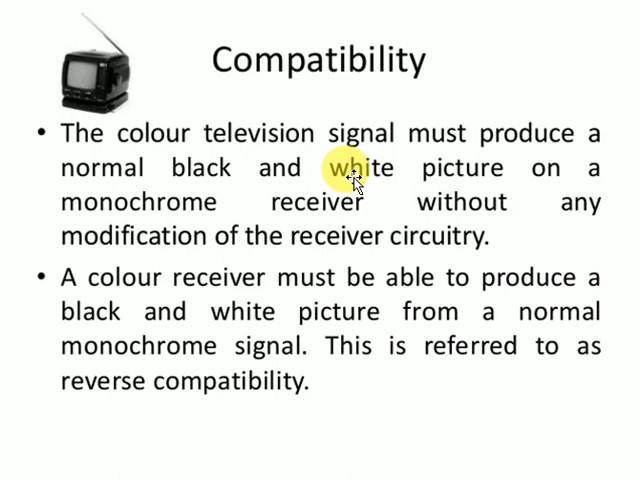 Compatibility
• The colour television signal must produce a
normal black and white picture on a
monochrome receiver without any
modification of the receiver circuitry.
• A colour receiver must be able to produce a
black and white picture from a normal
monochrome signal. This is referred to as
reverse compatibility.